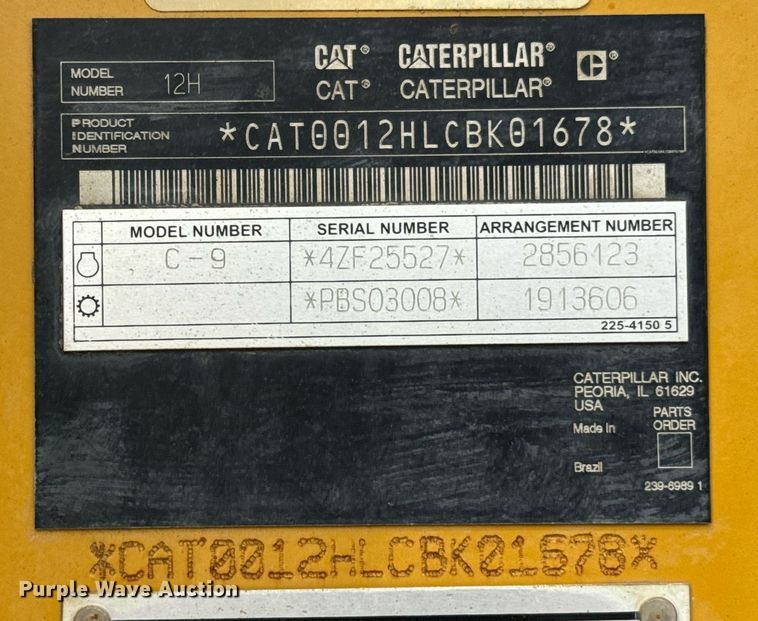 CAT® CATERPILLAR®
MODEL NUMBER 12H
CAT® CATERPILLAR®
PRODUCT IDENTIFICATION NUMBER *CAT0012HLCBK01678*
MODEL NUMBER SERIAL NUMBER ARRANGEMENT NUMBER
C-9 *4ZF25527* 2856123
*PBS03008* 1913606
225-4150 5
CATERPILLAR INC.
PEORIA, IL 61629
USA
PARTS ORDER
Made in
Brazil
239-6989 1
*CAT0012HLCBK01678*
Purple Wave Auction